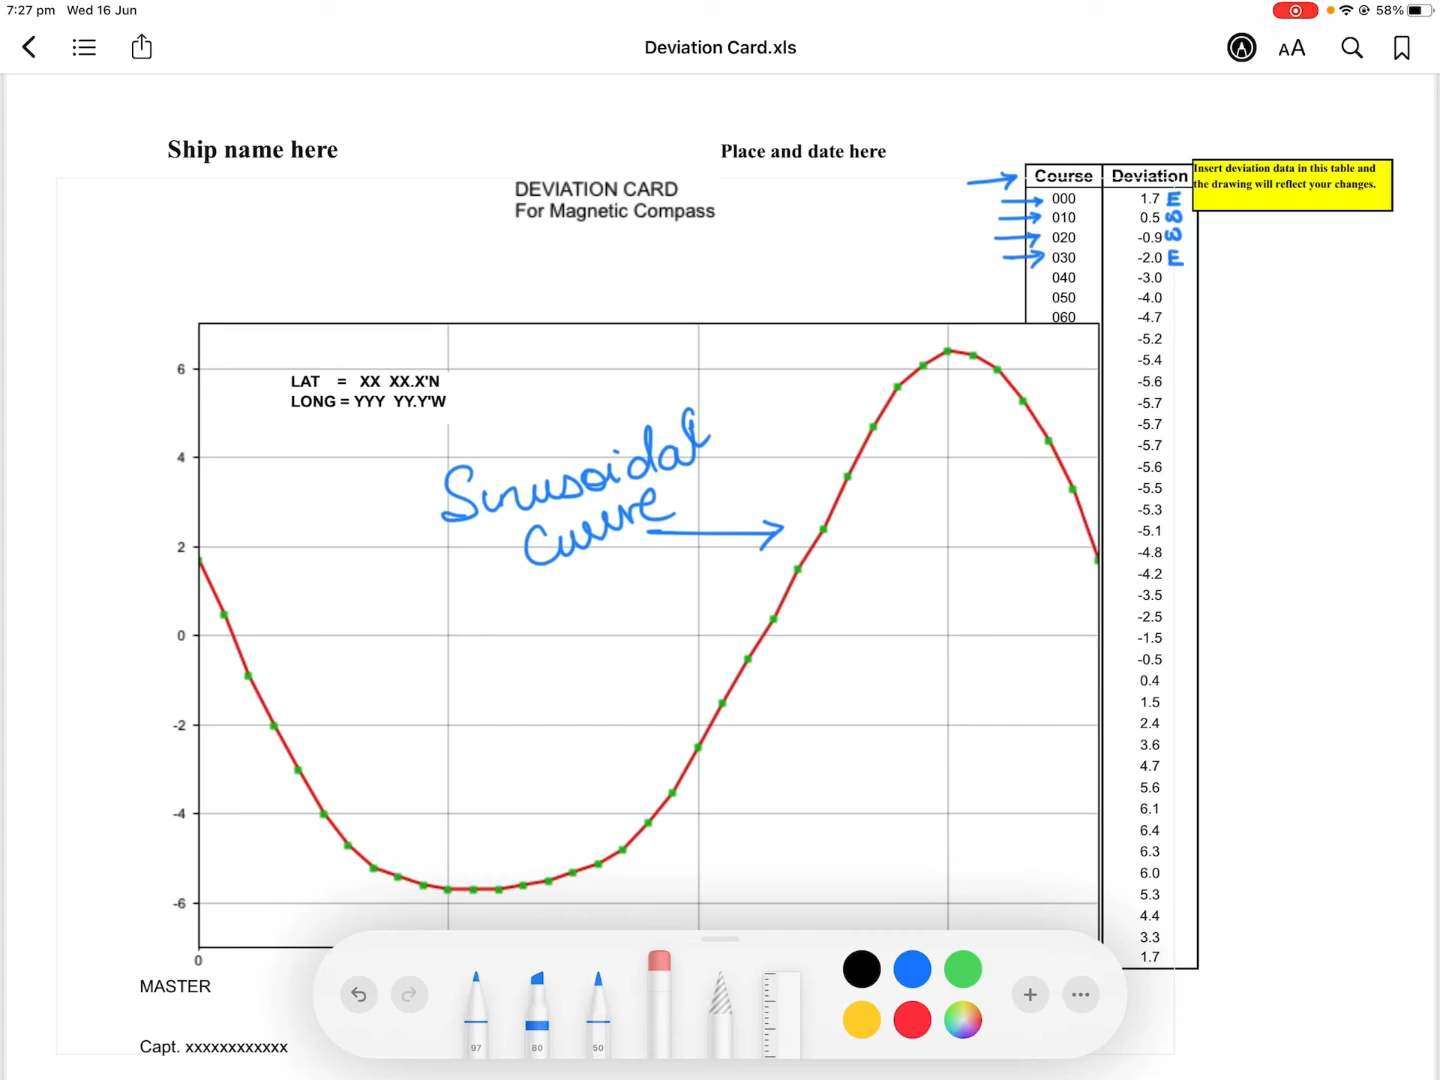 7:27 pm Wed 16 Jun
58%
Deviation Card.xls
AA
Ship name here
Place and date here
DEVIATION CARD
For Magnetic Compass
Insert deviation data in this table and
the drawing will reflect your changes.
Course Deviation
000 1.7 E
010 0.5 E
020 -0.9 E
030 -2.0 E
040 -3.0
050 -4.0
060 -4.7
-5.2
-5.4
-5.6
-5.7
-5.7
-5.7
-5.6
-5.5
-5.3
-5.1
-4.8
-4.2
-3.5
-2.5
-1.5
-0.5
0.4
1.5
2.4
3.6
4.7
5.6
6.1
6.4
6.3
6.0
5.3
4.4
3.3
1.7
LAT = XX XX.X'N
LONG = YYY YY.Y'W
Sinusoidal
Curve
6
4
2
0
-2
-4
-6
0
MASTER
Capt. xxxxxxxxxxxx
97 80 50